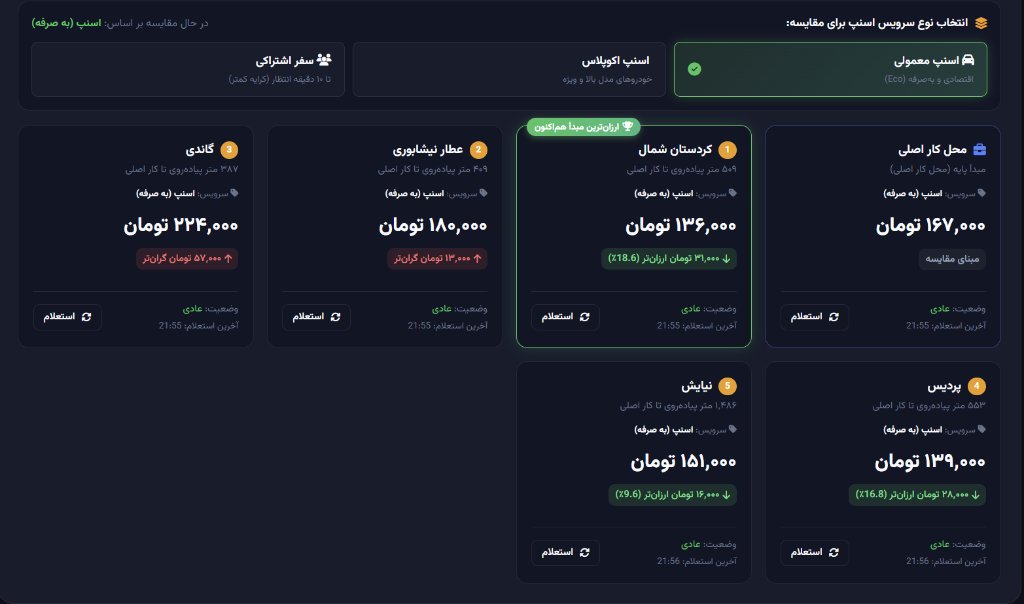 انتخاب نوع سرویس اسنپ برای مقایسه:
در حال مقایسه بر اساس: اسنپ (به صرفه)
اسنپ معمولی
اقتصادی و به‌صرفه (Eco)
اسنپ اکوپلاس
خودروهای مدل بالا و ویژه
سفر اشتراکی
تا ۱۰ دقیقه انتظار (کرایه کمتر)
محل کار اصلی
مبدأ پایه (محل کار اصلی)
سرویس: اسنپ (به صرفه)
۱۶۷,۰۰۰ تومان
مبنای مقایسه
وضعیت: عادی
آخرین استعلام: 21:55
استعلام
ارزان‌ترین مبدأ هم‌اکنون
1 کردستان شمال
۵۰۹ متر پیاده‌روی تا کار اصلی
سرویس: اسنپ (به صرفه)
۱۳۶,۰۰۰ تومان
↓ ۳۱,۰۰۰ تومان ارزان‌تر (18.6٪)
وضعیت: عادی
آخرین استعلام: 21:55
استعلام
2 عطار نیشابوری
۴۰۹ متر پیاده‌روی تا کار اصلی
سرویس: اسنپ (به صرفه)
۱۸۰,۰۰۰ تومان
↑ ۱۳,۰۰۰ تومان گران‌تر
وضعیت: عادی
آخرین استعلام: 21:55
استعلام
3 گاندی
۳۸۷ متر پیاده‌روی تا کار اصلی
سرویس: اسنپ (به صرفه)
۲۲۴,۰۰۰ تومان
↑ ۵۷,۰۰۰ تومان گران‌تر
وضعیت: عادی
آخرین استعلام: 21:55
استعلام
4 پردیس
۵۵۳ متر پیاده‌روی تا کار اصلی
سرویس: اسنپ (به صرفه)
۱۳۹,۰۰۰ تومان
↓ ۲۸,۰۰۰ تومان ارزان‌تر (16.8٪)
وضعیت: عادی
آخرین استعلام: 21:56
استعلام
5 نیایش
۱,۴۸۶ متر پیاده‌روی تا کار اصلی
سرویس: اسنپ (به صرفه)
۱۵۱,۰۰۰ تومان
↓ ۱۶,۰۰۰ تومان ارزان‌تر (9.6٪)
وضعیت: عادی
آخرین استعلام: 21:56
استعلام